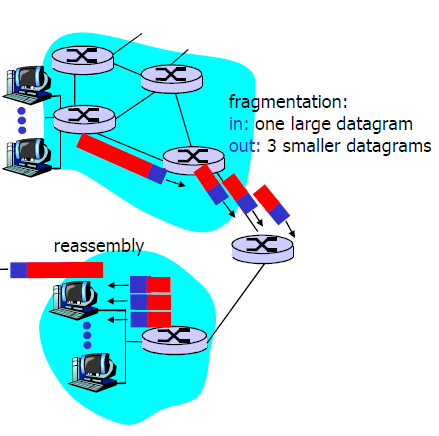 fragmentation:
in: one large datagram
out: 3 smaller datagrams
reassembly